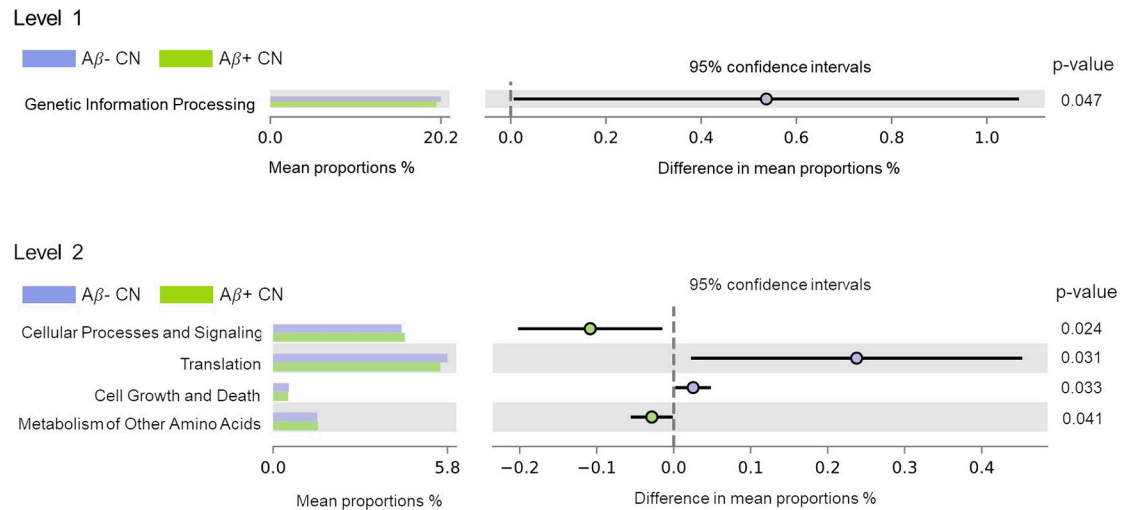 Level 1
Aβ- CN Aβ+ CN
95% confidence intervals
p-value
Genetic Information Processing
0.047
0.0 20.2 0.0 0.2 0.4 0.6 0.8 1.0
Mean proportions % Difference in mean proportions %
Level 2
Aβ- CN Aβ+ CN
95% confidence intervals
p-value
Cellular Processes and Signaling 0.024
Translation 0.031
Cell Growth and Death 0.033
Metabolism of Other Amino Acids 0.041
0.0 5.8 −0.2 −0.1 0.0 0.1 0.2 0.3 0.4
Mean proportions % Difference in mean proportions %